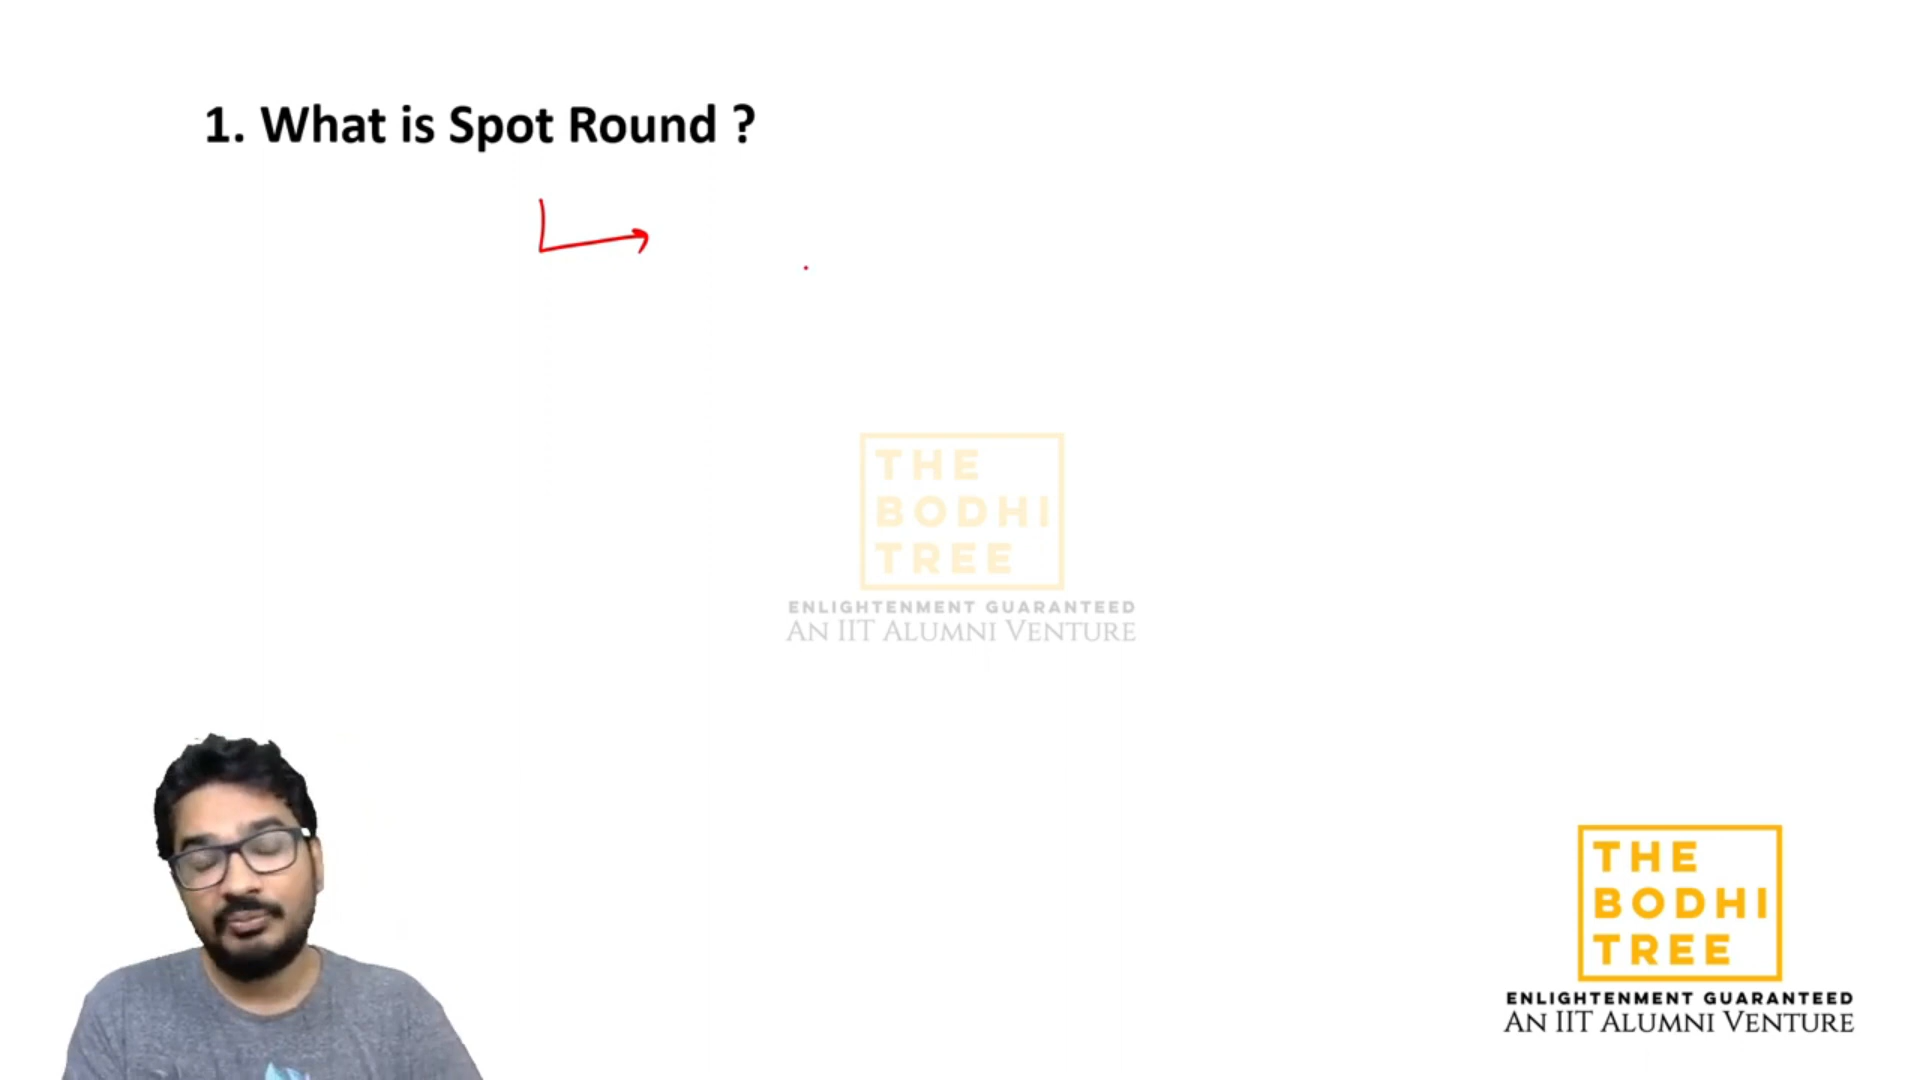 1. What is Spot Round ?
THE
BODHI
TREE
ENLIGHTENMENT GUARANTEED
AN IIT ALUMNI VENTURE
THE
BODHI
TREE
ENLIGHTENMENT GUARANTEED
AN IIT ALUMNI VENTURE